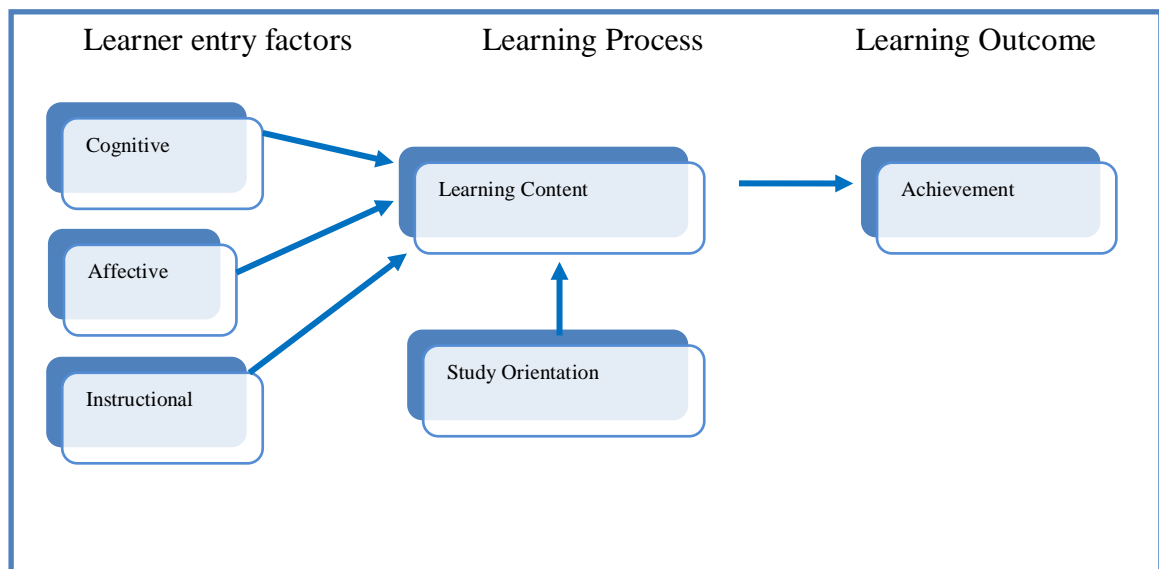 Learner entry factors
Learning Process
Learning Outcome
Cognitive
Learning Content
Achievement
Affective
Study Orientation
Instructional